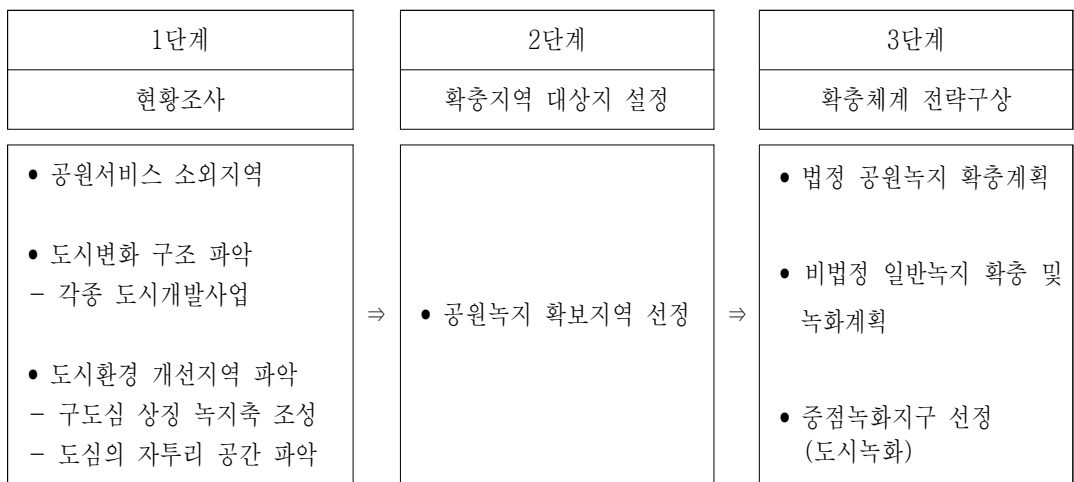 1단계
현황조사
• 공원서비스 소외지역
• 도시변화 구조 파악
- 각종 도시개발사업
• 도시환경 개선지역 파악
- 구도심 상징 녹지축 조성
- 도심의 자투리 공간 파악
⇒
2단계
확충지역 대상지 설정
• 공원녹지 확보지역 선정
⇒
3단계
확충체계 전략구상
• 법정 공원녹지 확충계획
• 비법정 일반녹지 확충 및
녹화계획
• 중점녹화지구 선정
(도시녹화)